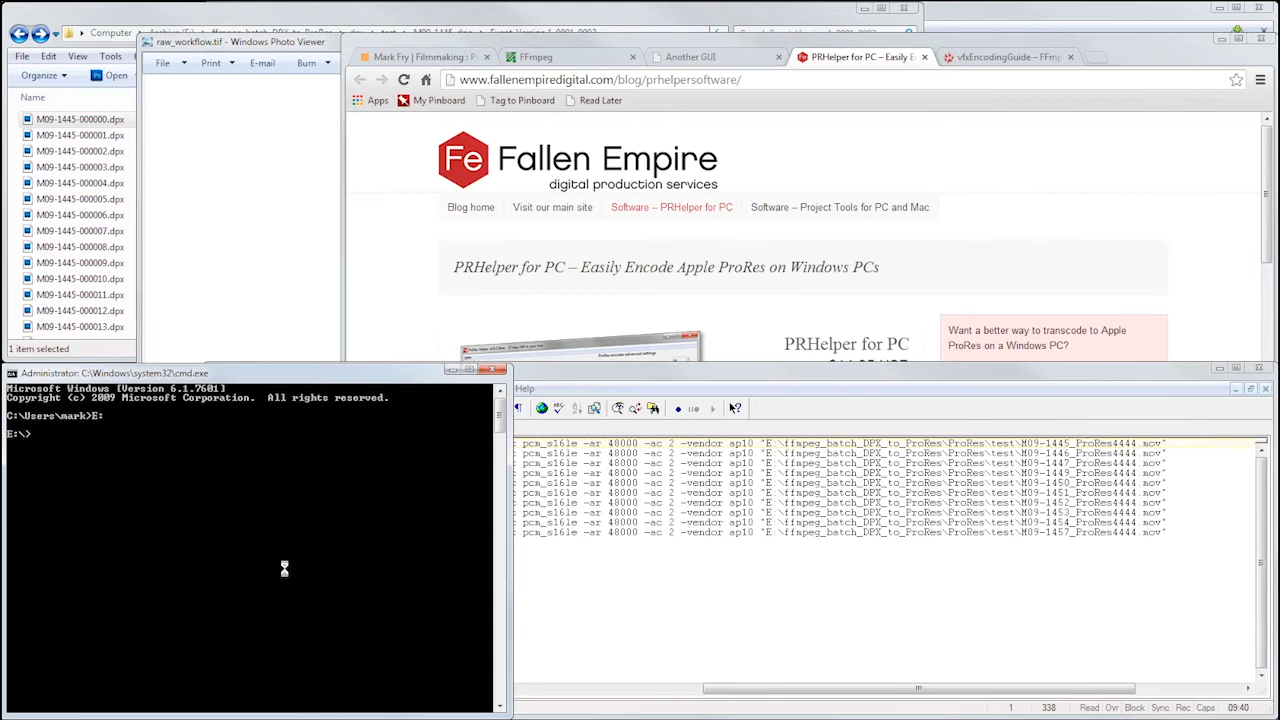 raw_workflow.tif - Windows Photo Viewer
File Edit View Tools
Organize Open
Name
M09-1445-000000.dpx
M09-1445-000001.dpx
M09-1445-000002.dpx
M09-1445-000003.dpx
M09-1445-000004.dpx
M09-1445-000005.dpx
M09-1445-000006.dpx
M09-1445-000007.dpx
M09-1445-000008.dpx
M09-1445-000009.dpx
M09-1445-000010.dpx
M09-1445-000011.dpx
M09-1445-000012.dpx
M09-1445-000013.dpx
1 item selected
File Print E-mail Burn
Mark Fry | Filmmaking : P
FFmpeg
Another GUI
PRHelper for PC – Easily E
vfxEncodingGuide – FFm
www.fallenempiredigital.com/blog/prhelpersoftware/
Apps My Pinboard Tag to Pinboard Read Later
Fe Fallen Empire
digital production services
Blog home Visit our main site Software – PRHelper for PC Software – Project Tools for PC and Mac
PRHelper for PC – Easily Encode Apple ProRes on Windows PCs
PRHelper for PC
Want a better way to transcode to Apple
ProRes on a Windows PC?
Administrator: C:\Windows\system32\cmd.exe
Microsoft Windows [Version 6.1.7601]
Copyright (c) 2009 Microsoft Corporation. All rights reserved.
C:\Users\mark>E:
E:\>
Help
pcm_s16le -ar 48000 -ac 2 -vendor ap10 "E:\ffmpeg_batch_DPX_to_ProRes\ProRes\test\M09-1445_ProRes4444.mov"
pcm_s16le -ar 48000 -ac 2 -vendor ap10 "E:\ffmpeg_batch_DPX_to_ProRes\ProRes\test\M09-1446_ProRes4444.mov"
pcm_s16le -ar 48000 -ac 2 -vendor ap10 "E:\ffmpeg_batch_DPX_to_ProRes\ProRes\test\M09-1447_ProRes4444.mov"
pcm_s16le -ar 48000 -ac 2 -vendor ap10 "E:\ffmpeg_batch_DPX_to_ProRes\ProRes\test\M09-1449_ProRes4444.mov"
pcm_s16le -ar 48000 -ac 2 -vendor ap10 "E:\ffmpeg_batch_DPX_to_ProRes\ProRes\test\M09-1450_ProRes4444.mov"
pcm_s16le -ar 48000 -ac 2 -vendor ap10 "E:\ffmpeg_batch_DPX_to_ProRes\ProRes\test\M09-1451_ProRes4444.mov"
pcm_s16le -ar 48000 -ac 2 -vendor ap10 "E:\ffmpeg_batch_DPX_to_ProRes\ProRes\test\M09-1452_ProRes4444.mov"
pcm_s16le -ar 48000 -ac 2 -vendor ap10 "E:\ffmpeg_batch_DPX_to_ProRes\ProRes\test\M09-1453_ProRes4444.mov"
pcm_s16le -ar 48000 -ac 2 -vendor ap10 "E:\ffmpeg_batch_DPX_to_ProRes\ProRes\test\M09-1454_ProRes4444.mov"
pcm_s16le -ar 48000 -ac 2 -vendor ap10 "E:\ffmpeg_batch_DPX_to_ProRes\ProRes\test\M09-1457_ProRes4444.mov"
1 338 Read Ovr Block Sync Rec Caps 09:40